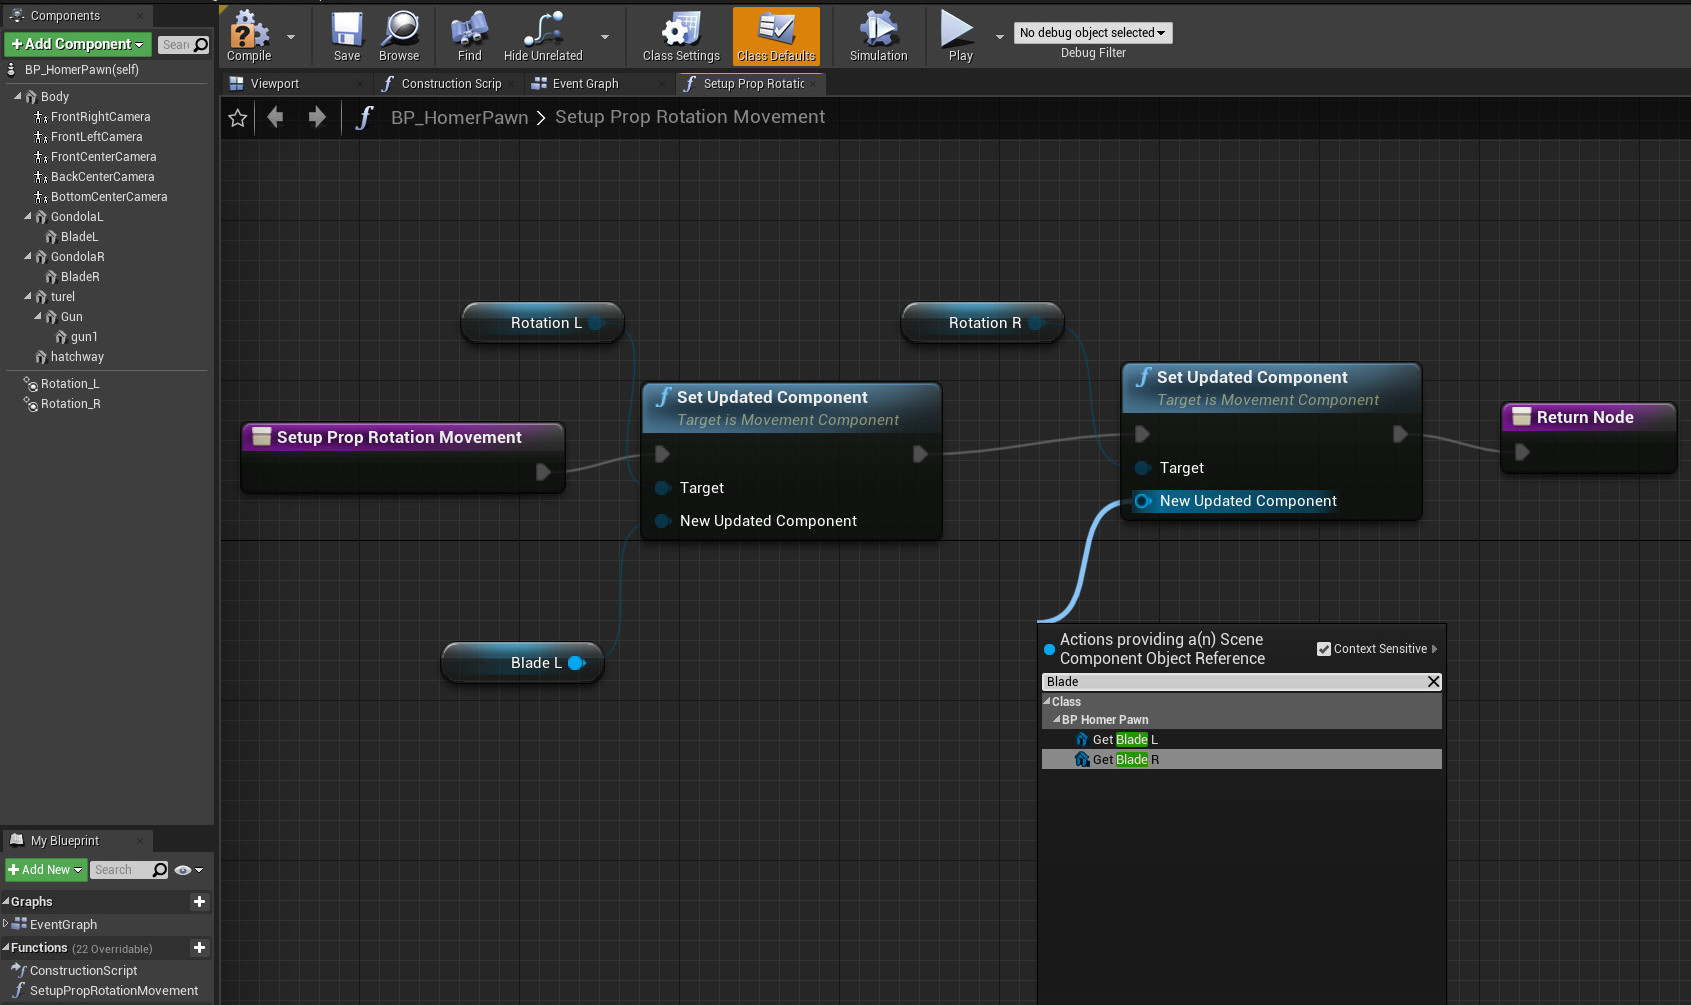 Components
Add Component
Searc
BP_HomerPawn(self)
Body
FrontRightCamera
FrontLeftCamera
FrontCenterCamera
BackCenterCamera
BottomCenterCamera
GondolaL
BladeL
GondolaR
BladeR
turel
Gun
gun1
hatchway
Rotation_L
Rotation_R
My Blueprint
Add New
Search
Graphs
EventGraph
Functions (22 Overridable)
ConstructionScript
SetupPropRotationMovement
Compile
Save
Browse
Find
Hide Unrelated
Class Settings
Class Defaults
Simulation
Play
No debug object selected
Debug Filter
Viewport
Construction Scrip
Event Graph
Setup Prop Rotatic
BP_HomerPawn > Setup Prop Rotation Movement
Rotation L
Rotation R
Setup Prop Rotation Movement
Set Updated Component
Target is Movement Component
Target
New Updated Component
Set Updated Component
Target is Movement Component
Target
New Updated Component
Return Node
Blade L
Actions providing a(n) Scene
Component Object Reference
Context Sensitive
Blade
Class
BP Homer Pawn
Get Blade L
Get Blade R